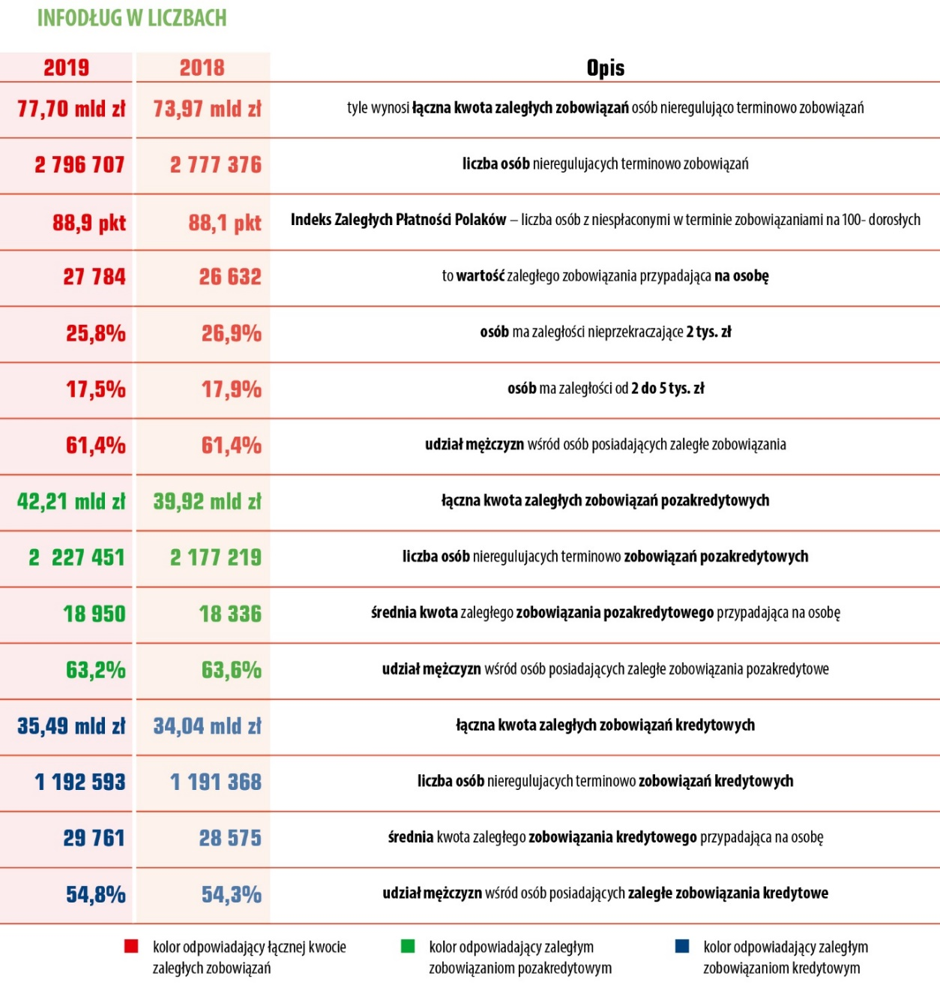 INFODŁUG W LICZBACH
2019 2018 Opis
77,70 mld zł 73,97 mld zł tyle wynosi łączna kwota zaległych zobowiązań osób nieregulująco terminowo zobowiązań
2 796 707 2 777 376 liczba osób nieregulujacych terminowo zobowiązań
88,9 pkt 88,1 pkt Indeks Zaległych Płatności Polaków – liczba osób z niespłaconymi w terminie zobowiązaniami na 100- dorosłych
27 784 26 632 to wartość zaległego zobowiązania przypadająca na osobę
25,8% 26,9% osób ma zaległości nieprzekraczające 2 tys. zł
17,5% 17,9% osób ma zaległości od 2 do 5 tys. zł
61,4% 61,4% udział mężczyzn wśród osób posiadających zaległe zobowiązania
42,21 mld zł 39,92 mld zł łączna kwota zaległych zobowiązań pozakredytowych
2 227 451 2 177 219 liczba osób nieregulujacych terminowo zobowiązań pozakredytowych
18 950 18 336 średnia kwota zaległego zobowiązania pozakredytowego przypadająca na osobę
63,2% 63,6% udział mężczyzn wśród osób posiadających zaległe zobowiązania pozakredytowe
35,49 mld zł 34,04 mld zł łączna kwota zaległych zobowiązań kredytowych
1 192 593 1 191 368 liczba osób nieregulujacych terminowo zobowiązań kredytowych
29 761 28 575 średnia kwota zaległego zobowiązania kredytowego przypadająca na osobę
54,8% 54,3% udział mężczyzn wśród osób posiadających zaległe zobowiązania kredytowe
kolor odpowiadający łącznej kwocie
zaległych zobowiązań
kolor odpowiadający zaległym
zobowiązaniom pozakredytowym
kolor odpowiadający zaległym
zobowiązaniom kredytowym